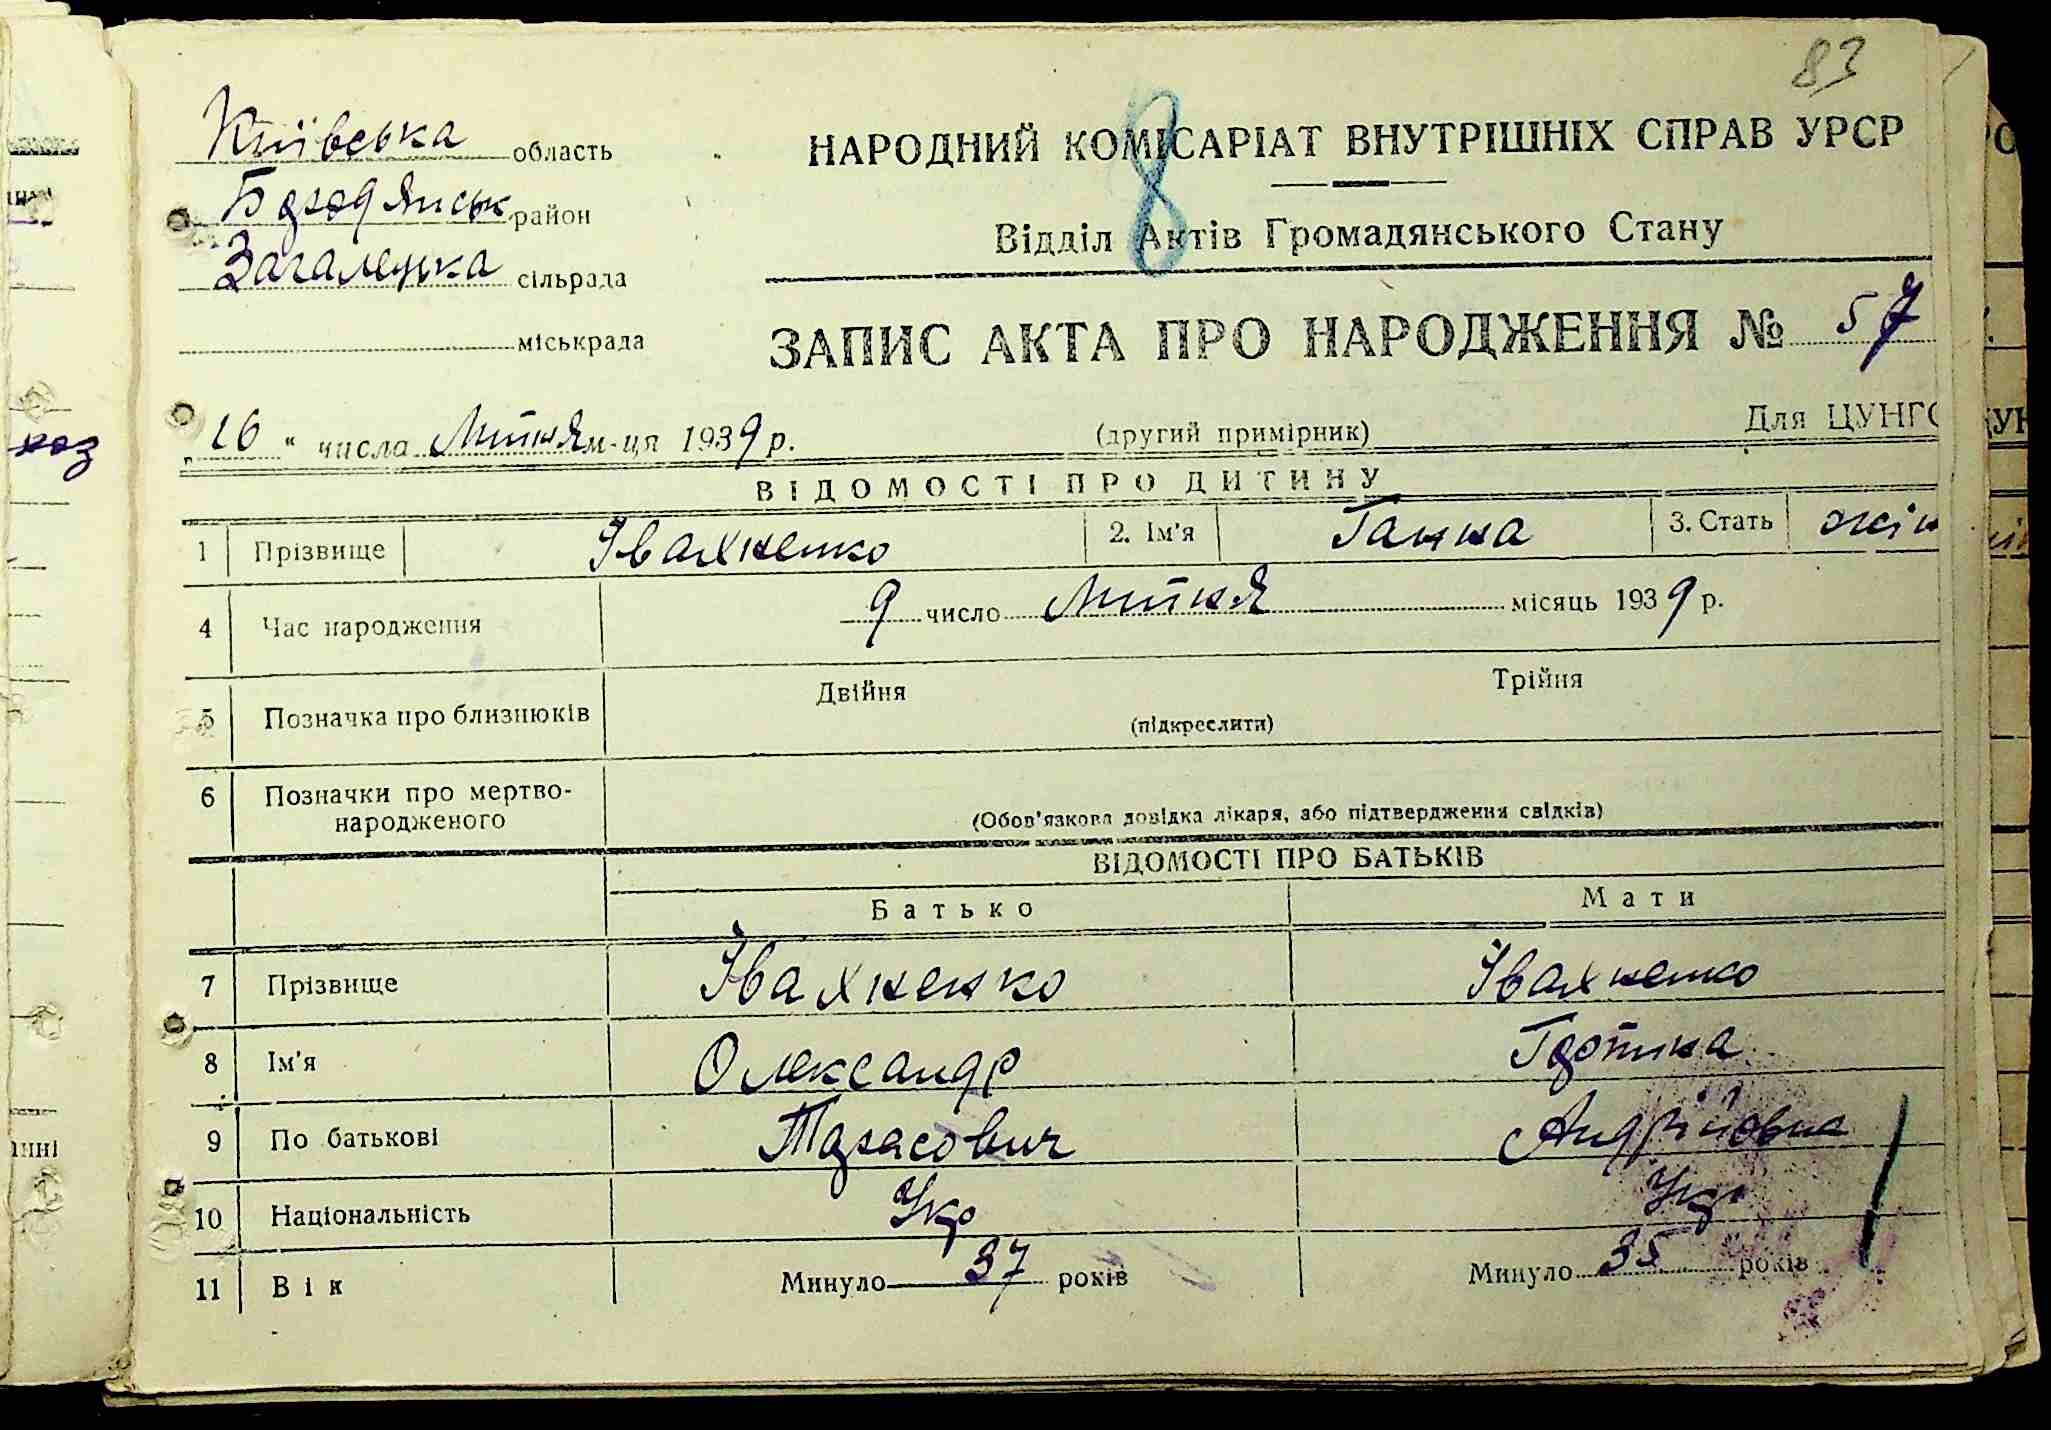 83
Київська область
НАРОДНИЙ КОМІСАРІАТ ВНУТРІШНІХ СПРАВ УРСР
8
Бородянськ район
Відділ Актів Громадянського Стану
Загалецька сільрада
міськрада
ЗАПИС АКТА ПРО НАРОДЖЕННЯ № 57
„16“ числа Липня м-ця 1939 р.
(другий примірник)
Для ЦУНГО
ВІДОМОСТІ ПРО ДИТИНУ
1 Прізвище Івахненко 2. Ім'я Ганна 3. Стать жін
4 Час народження 9 число Липня місяць 1939 р.
5 Позначка про близнюків Двійня Трійня
(підкреслити)
6 Позначки про мертво-
народженого
(Обов'язкова довідка лікаря, або підтвердження свідків)
ВІДОМОСТІ ПРО БАТЬКІВ
Батько Мати
7 Прізвище Івахненко Івахненко
8 Ім'я Олександр
9 По батькові Тарасович Андріївна
10 Національність Укр Укр
11 Вік Минуло 37 років Минуло 35 років